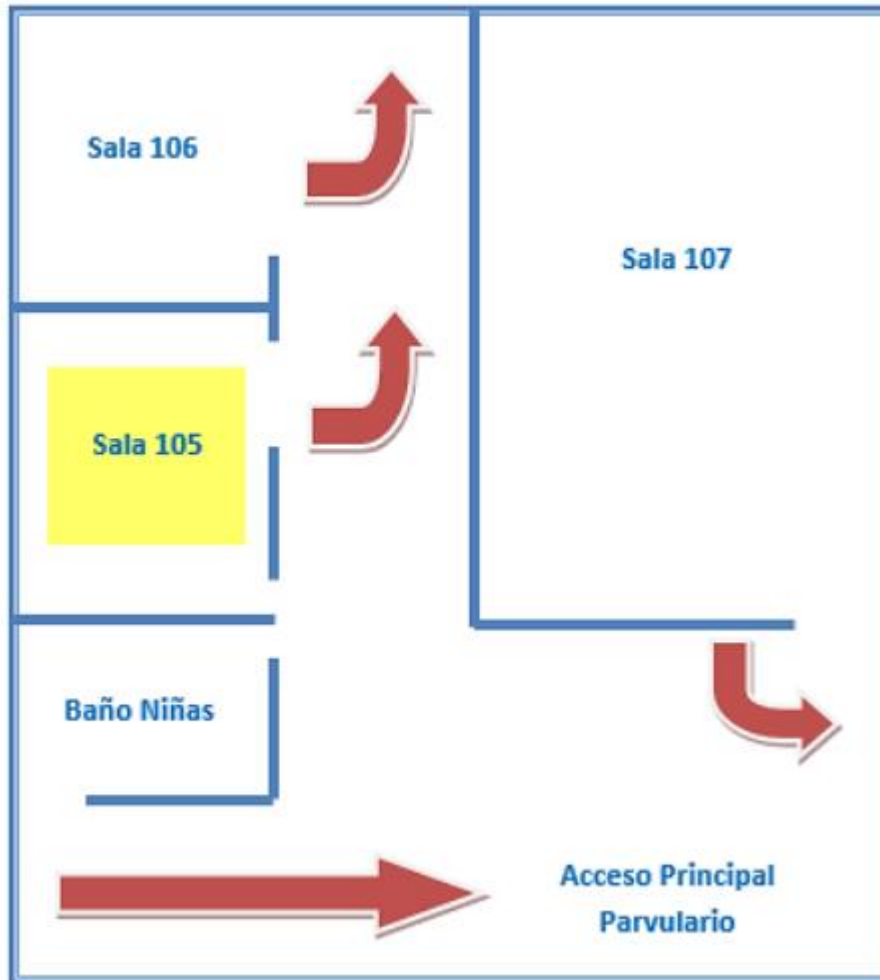 Sala 106
Sala 107
Sala 105
Baño Niñas
Acceso Principal
Parvulario